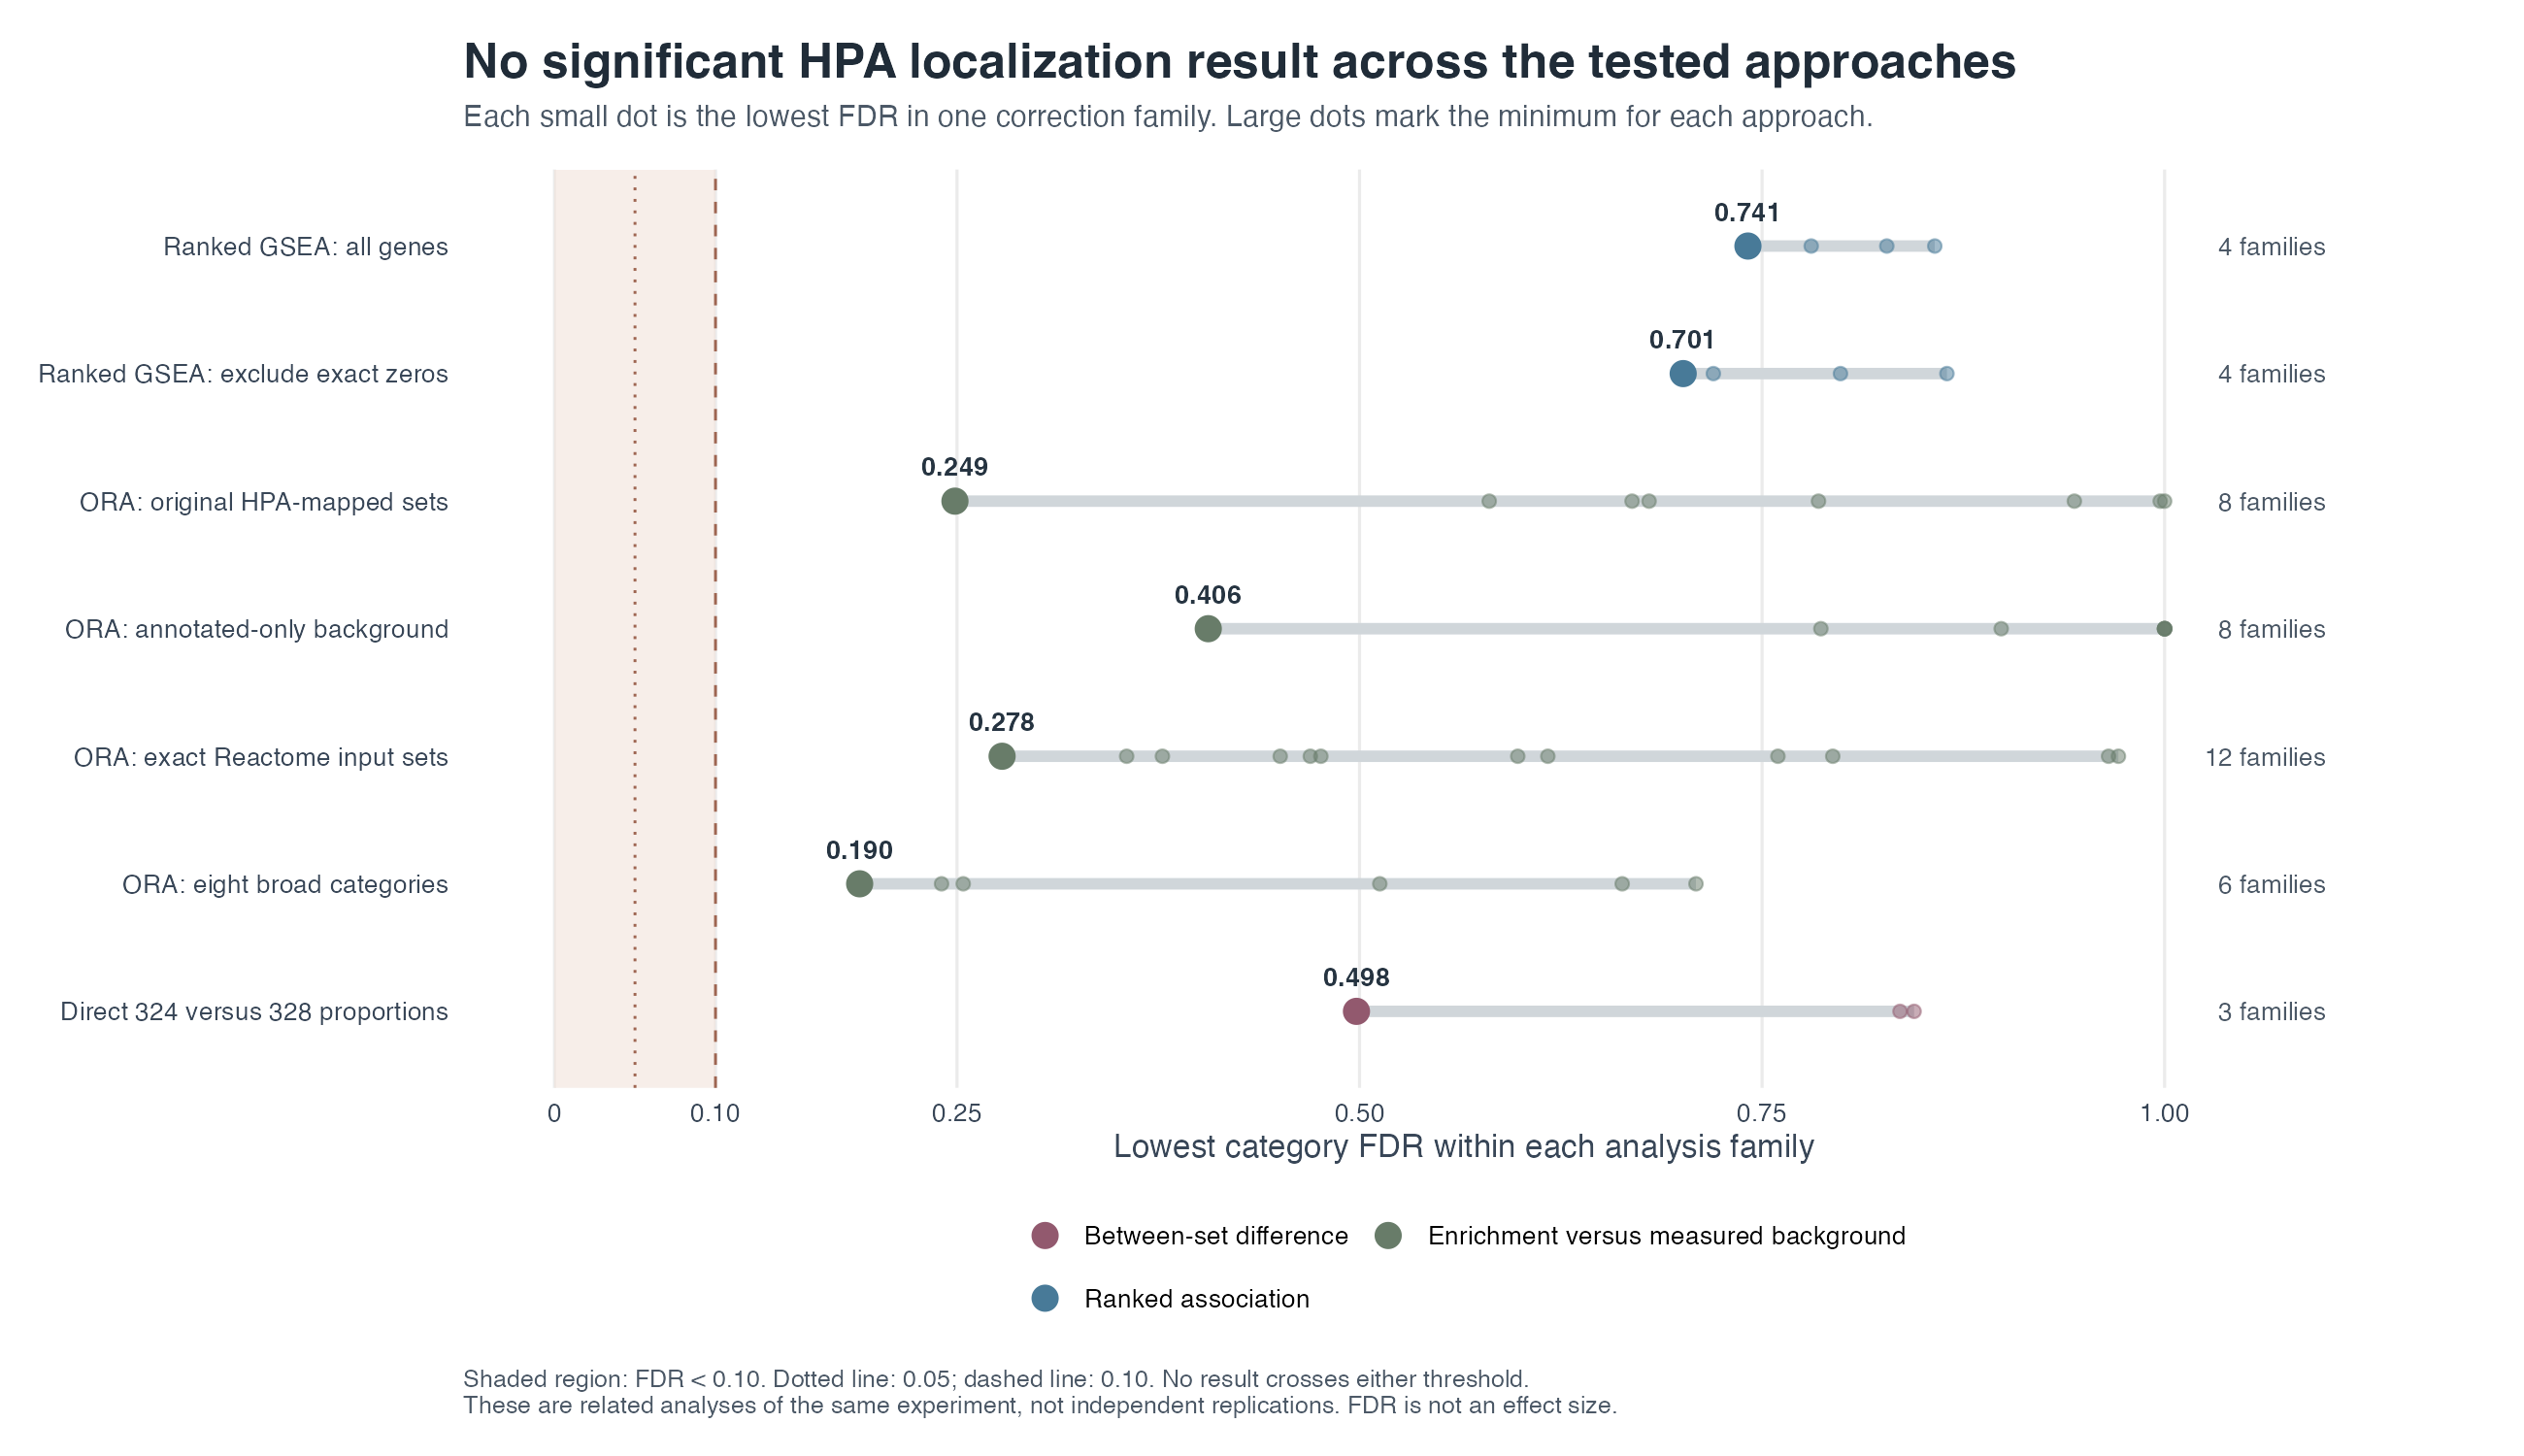 No significant HPA localization result across the tested approaches
Each small dot is the lowest FDR in one correction family. Large dots mark the minimum for each approach.
0.741
Ranked GSEA: all genes
4 families
0.701
Ranked GSEA: exclude exact zeros
4 families
0.249
ORA: original HPA-mapped sets
8 families
0.406
ORA: annotated-only background
8 families
0.278
ORA: exact Reactome input sets
12 families
0.190
ORA: eight broad categories
6 families
0.498
Direct 324 versus 328 proportions
3 families
0
0.10
0.25
0.50
0.75
1.00
Lowest category FDR within each analysis family
Between-set difference
Enrichment versus measured background
Ranked association
Shaded region: FDR < 0.10. Dotted line: 0.05; dashed line: 0.10. No result crosses either threshold.
These are related analyses of the same experiment, not independent replications. FDR is not an effect size.